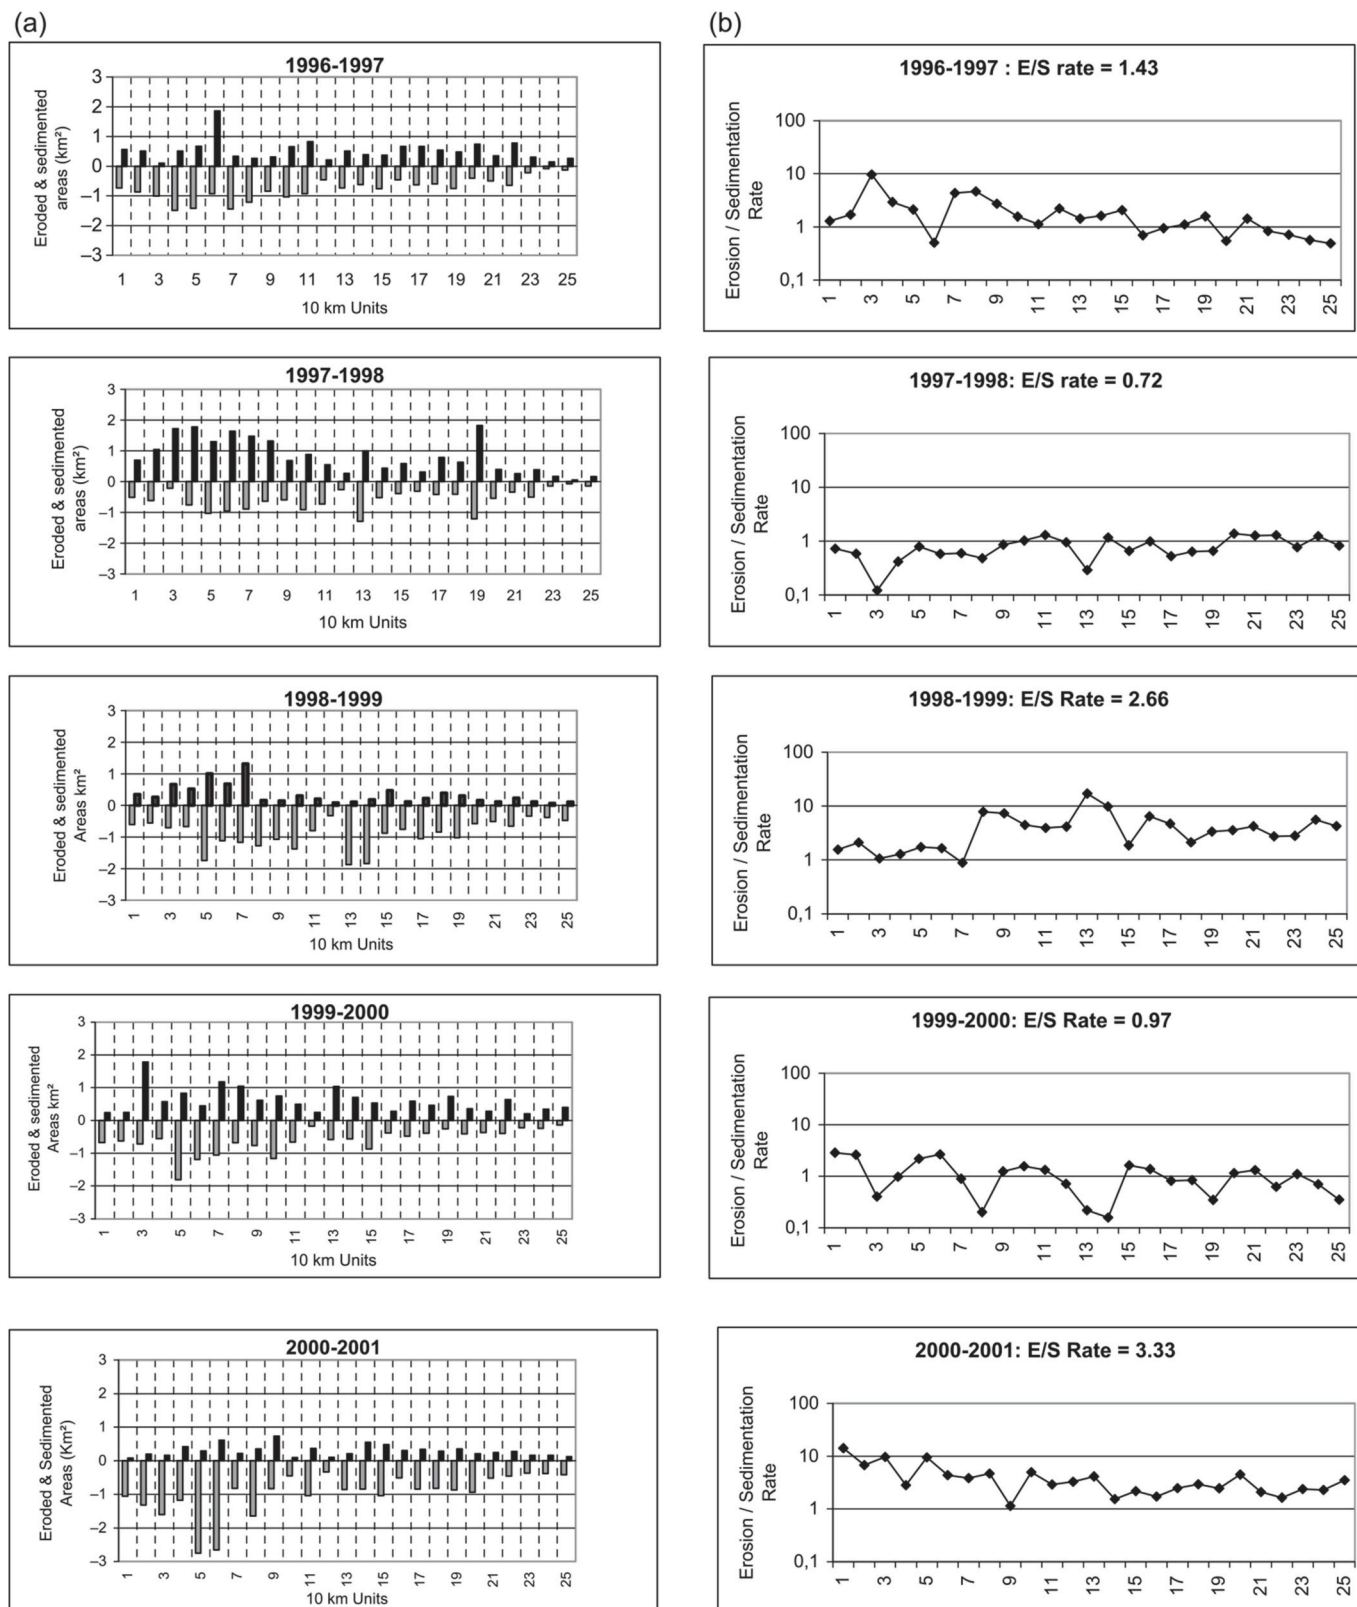 (a)
1996-1997
Eroded & sedimented
areas (km²)
3
2
1
0
–1
–2
–3
1 3 5 7 9 11 13 15 17 19 21 23 25
10 km Units
1997-1998
Eroded & sedimented
areas (km²)
3
2
1
0
–1
–2
–3
1 3 5 7 9 11 13 15 17 19 21 23 25
10 km Units
1998-1999
Eroded & sedimented
Areas km²
3
2
1
0
–1
–2
–3
1 3 5 7 9 11 13 15 17 19 21 23 25
10 km Units
1999-2000
Eroded & sedimented
Areas km²
3
2
1
0
–1
–2
–3
1 3 5 7 9 11 13 15 17 19 21 23 25
10 km Units
2000-2001
Eroded & Sedimented
Areas (Km²)
3
2
1
0
–1
–2
–3
1 3 5 7 9 11 13 15 17 19 21 23 25
10 km Units
(b)
1996-1997 : E/S rate = 1.43
Erosion / Sedimentation
Rate
100
10
1
0,1
1 3 5 7 9 11 13 15 17 19 21 23 25
1997-1998: E/S rate = 0.72
Erosion / Sedimentation
Rate
100
10
1
0,1
1 3 5 7 9 11 13 15 17 19 21 23 25
1998-1999: E/S Rate = 2.66
Erosion / Sedimentation
Rate
100
10
1
0,1
1 3 5 7 9 11 13 15 17 19 21 23 25
1999-2000: E/S Rate = 0.97
Erosion / Sedimentation
Rate
100
10
1
0,1
1 3 5 7 9 11 13 15 17 19 21 23 25
2000-2001: E/S Rate = 3.33
Erosion / Sedimentation
Rate
100
10
1
0,1
1 3 5 7 9 11 13 15 17 19 21 23 25